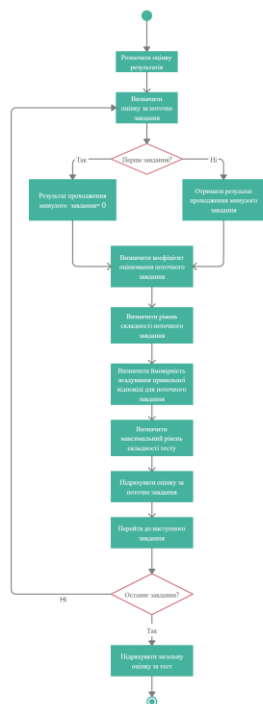 Розпочати оцінку
результатів
Визначити
оцінку за поточне
завдання
Так
Перше завдання?
Ні
Результат проходження
минулого завдання= 0
Отримати результат
проходження минулого
завдання
Визначити коефіцієнт
оцінювання поточного
завдання
Визначити рівень
складності поточного
завдання
Визначити ймовірність
вгадування правильної
відповіді для поточного
завдання
Визначити
максимальний рівень
складності тесту
Підрахувати оцінку за
поточне завдання
Перейти до наступного
завдання
Останнє завдання?
Ні
Так
Підрахувати загальну
оцінку за тест